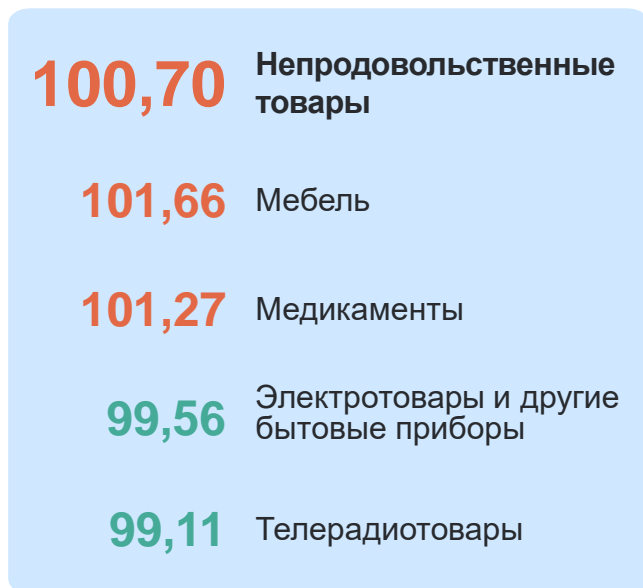 100,70 Непродовольственные
товары
101,66 Мебель
101,27 Медикаменты
99,56 Электротовары и другие
бытовые приборы
99,11 Телерадиотовары